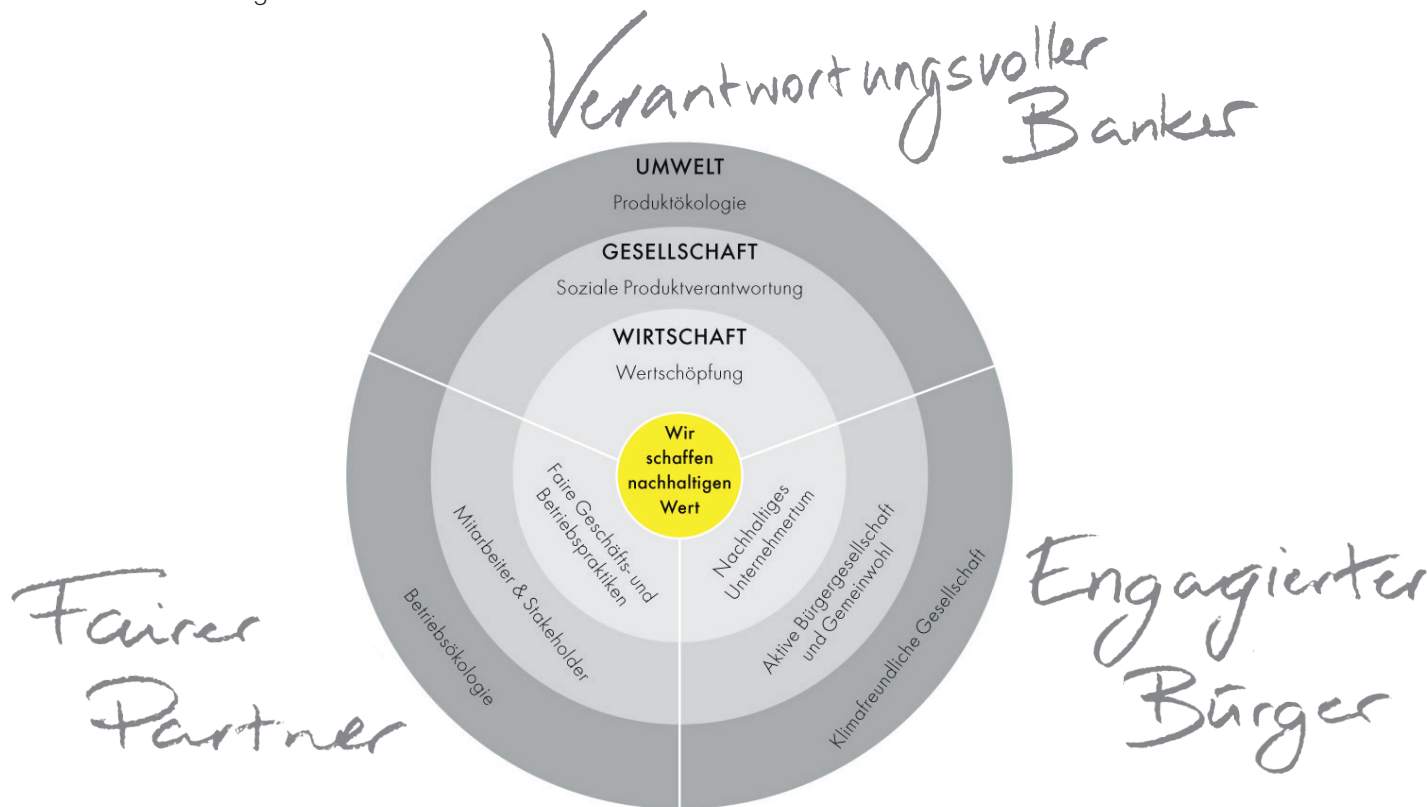 Verantwortungsvoller
Banker
UMWELT
Produktökologie
GESELLSCHAFT
Soziale Produktverantwortung
WIRTSCHAFT
Wertschöpfung
Wir
schaffen
nachhaltigen
Wert
Faire Geschäfts- und
Betriebspraktiken
Mitarbeiter & Stakeholder
Betriebsökologie
Nachhaltiges
Unternehmertum
Aktive Bürgergesellschaft
und Gemeinwohl
Klimafreundliche Gesellschaft
Fairer
Partner
Engagierter
Bürger